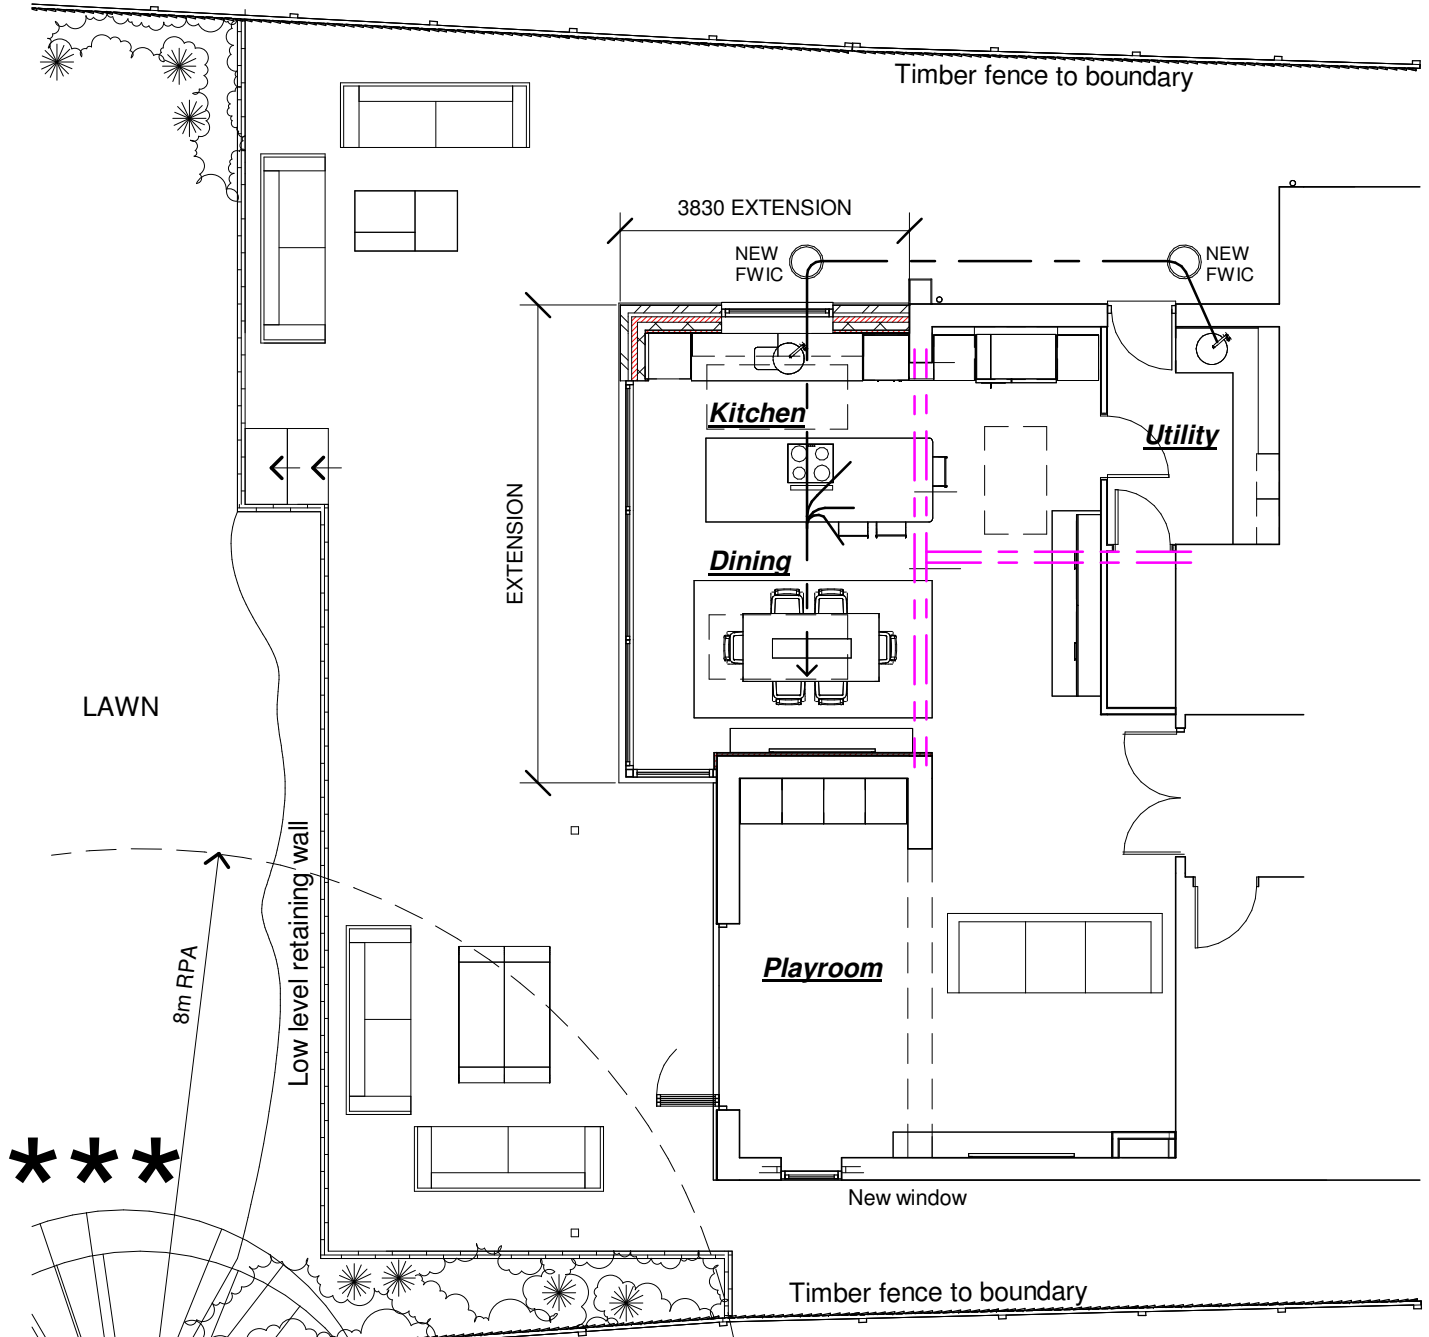 Timber fence to boundary
3830 EXTENSION
NEW
FWIC
NEW
FWIC
Kitchen
Utility
EXTENSION
Dining
LAWN
Low level retaining wall
8m RPA
Playroom
***
New window
Timber fence to boundary